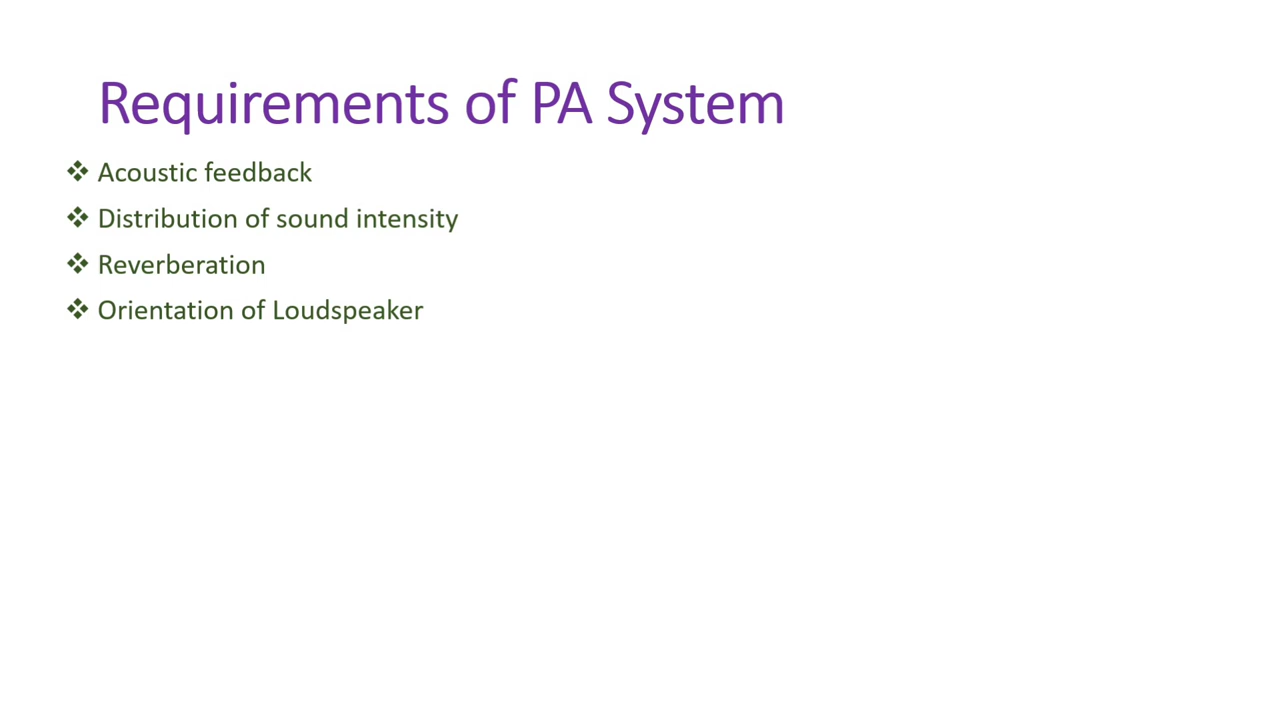 Requirements of PA System
❖ Acoustic feedback
❖ Distribution of sound intensity
❖ Reverberation
❖ Orientation of Loudspeaker